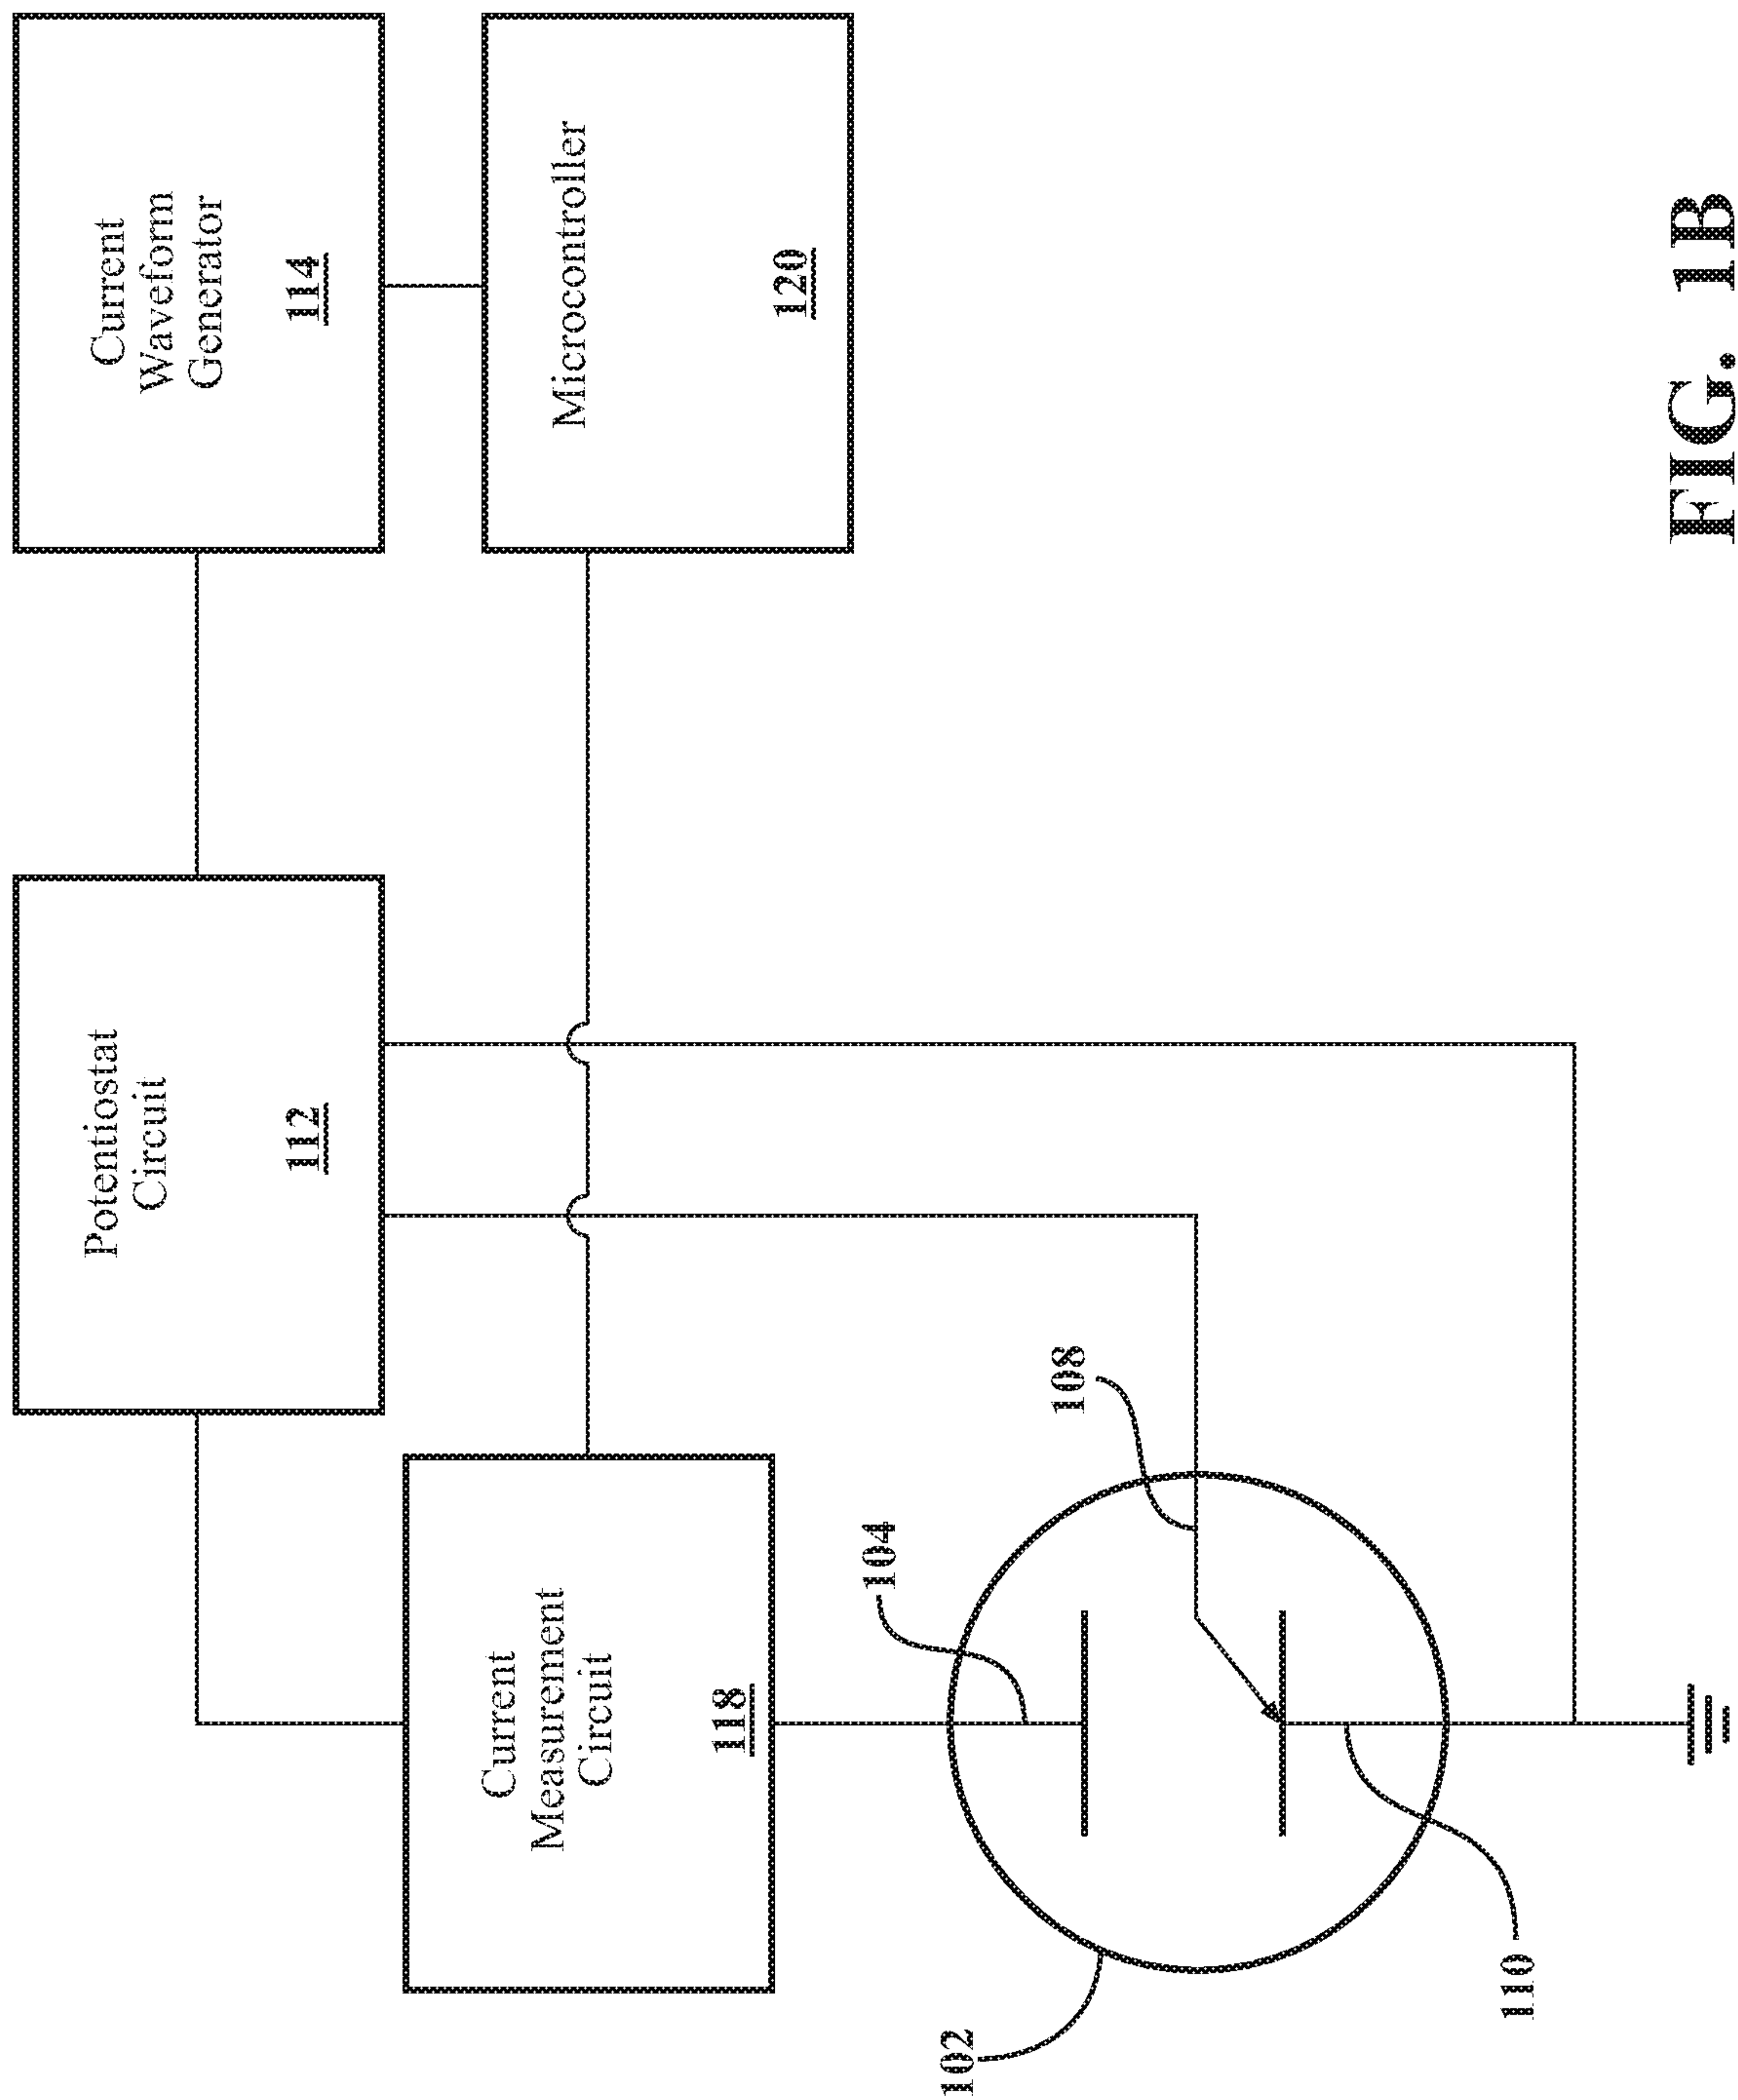 Current
Waveform
Generator
114
Microcontroller
120
Potentiostat
Circuit
112
Current
Measurement
Circuit
118
104
108
102
110
FIG. 1B